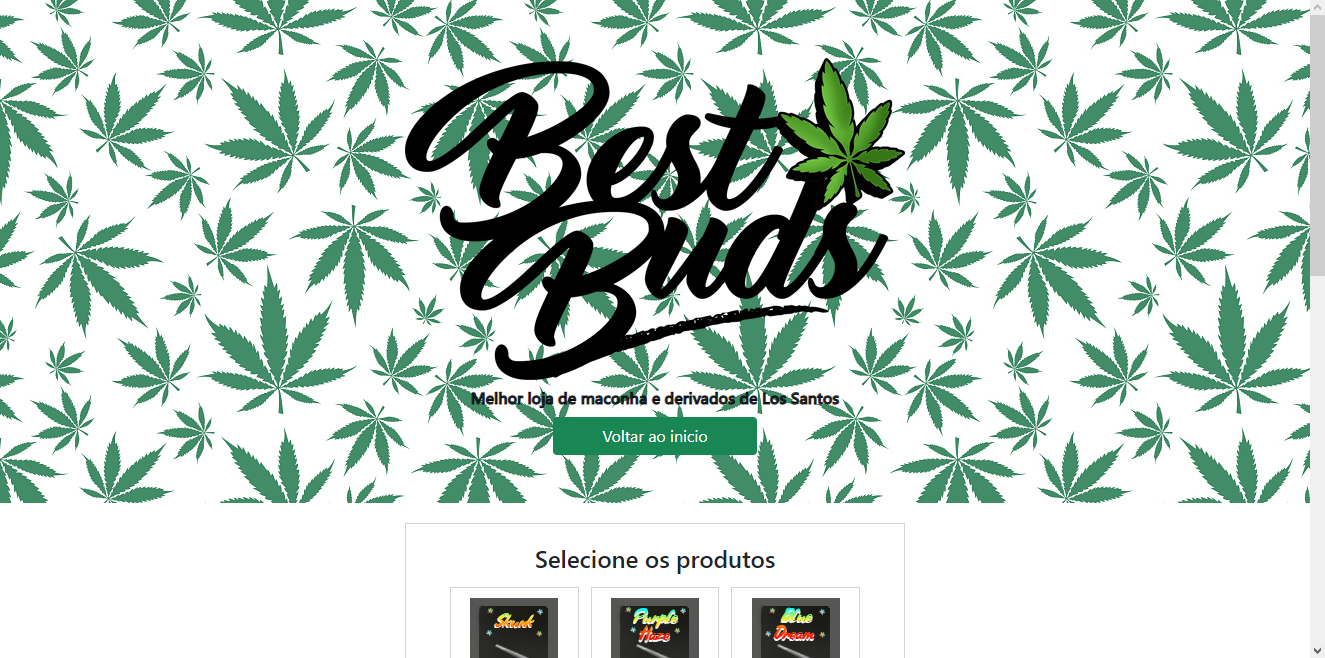 Best
Buds
Melhor loja de maconha e derivados de Los Santos
Voltar ao inicio
Selecione os produtos
Skunk
Purple
Haze
Blue
Dream